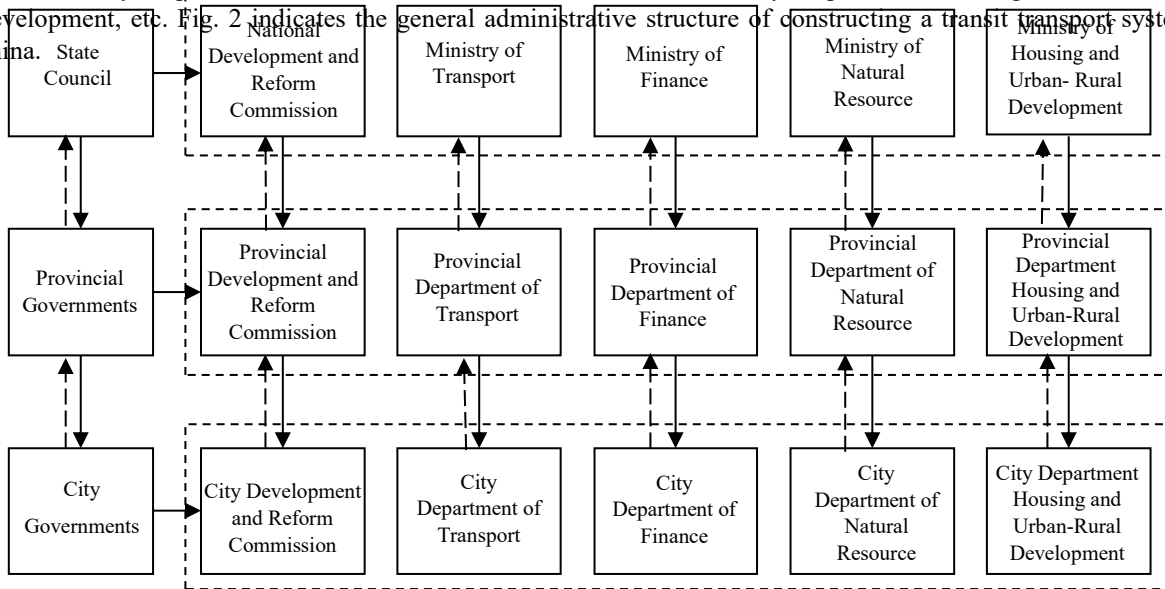 evelopment, etc. Fig. 2 indicates the general administrative structure of constructing a transit transport syste
ina.
State
Council
National
Development and
Reform
Commission
Ministry of
Transport
Ministry of
Finance
Ministry of
Natural
Resource
Ministry of
Housing and
Urban- Rural
Development
Provincial
Governments
Provincial
Development and
Reform
Commission
Provincial
Department of
Transport
Provincial
Department of
Finance
Provincial
Department of
Natural
Resource
Provincial
Department
Housing and
Urban-Rural
Development
City
Governments
City Development
and Reform
Commission
City
Department of
Transport
City
Department of
Finance
City
Department of
Natural
Resource
City Department
Housing and
Urban-Rural
Development